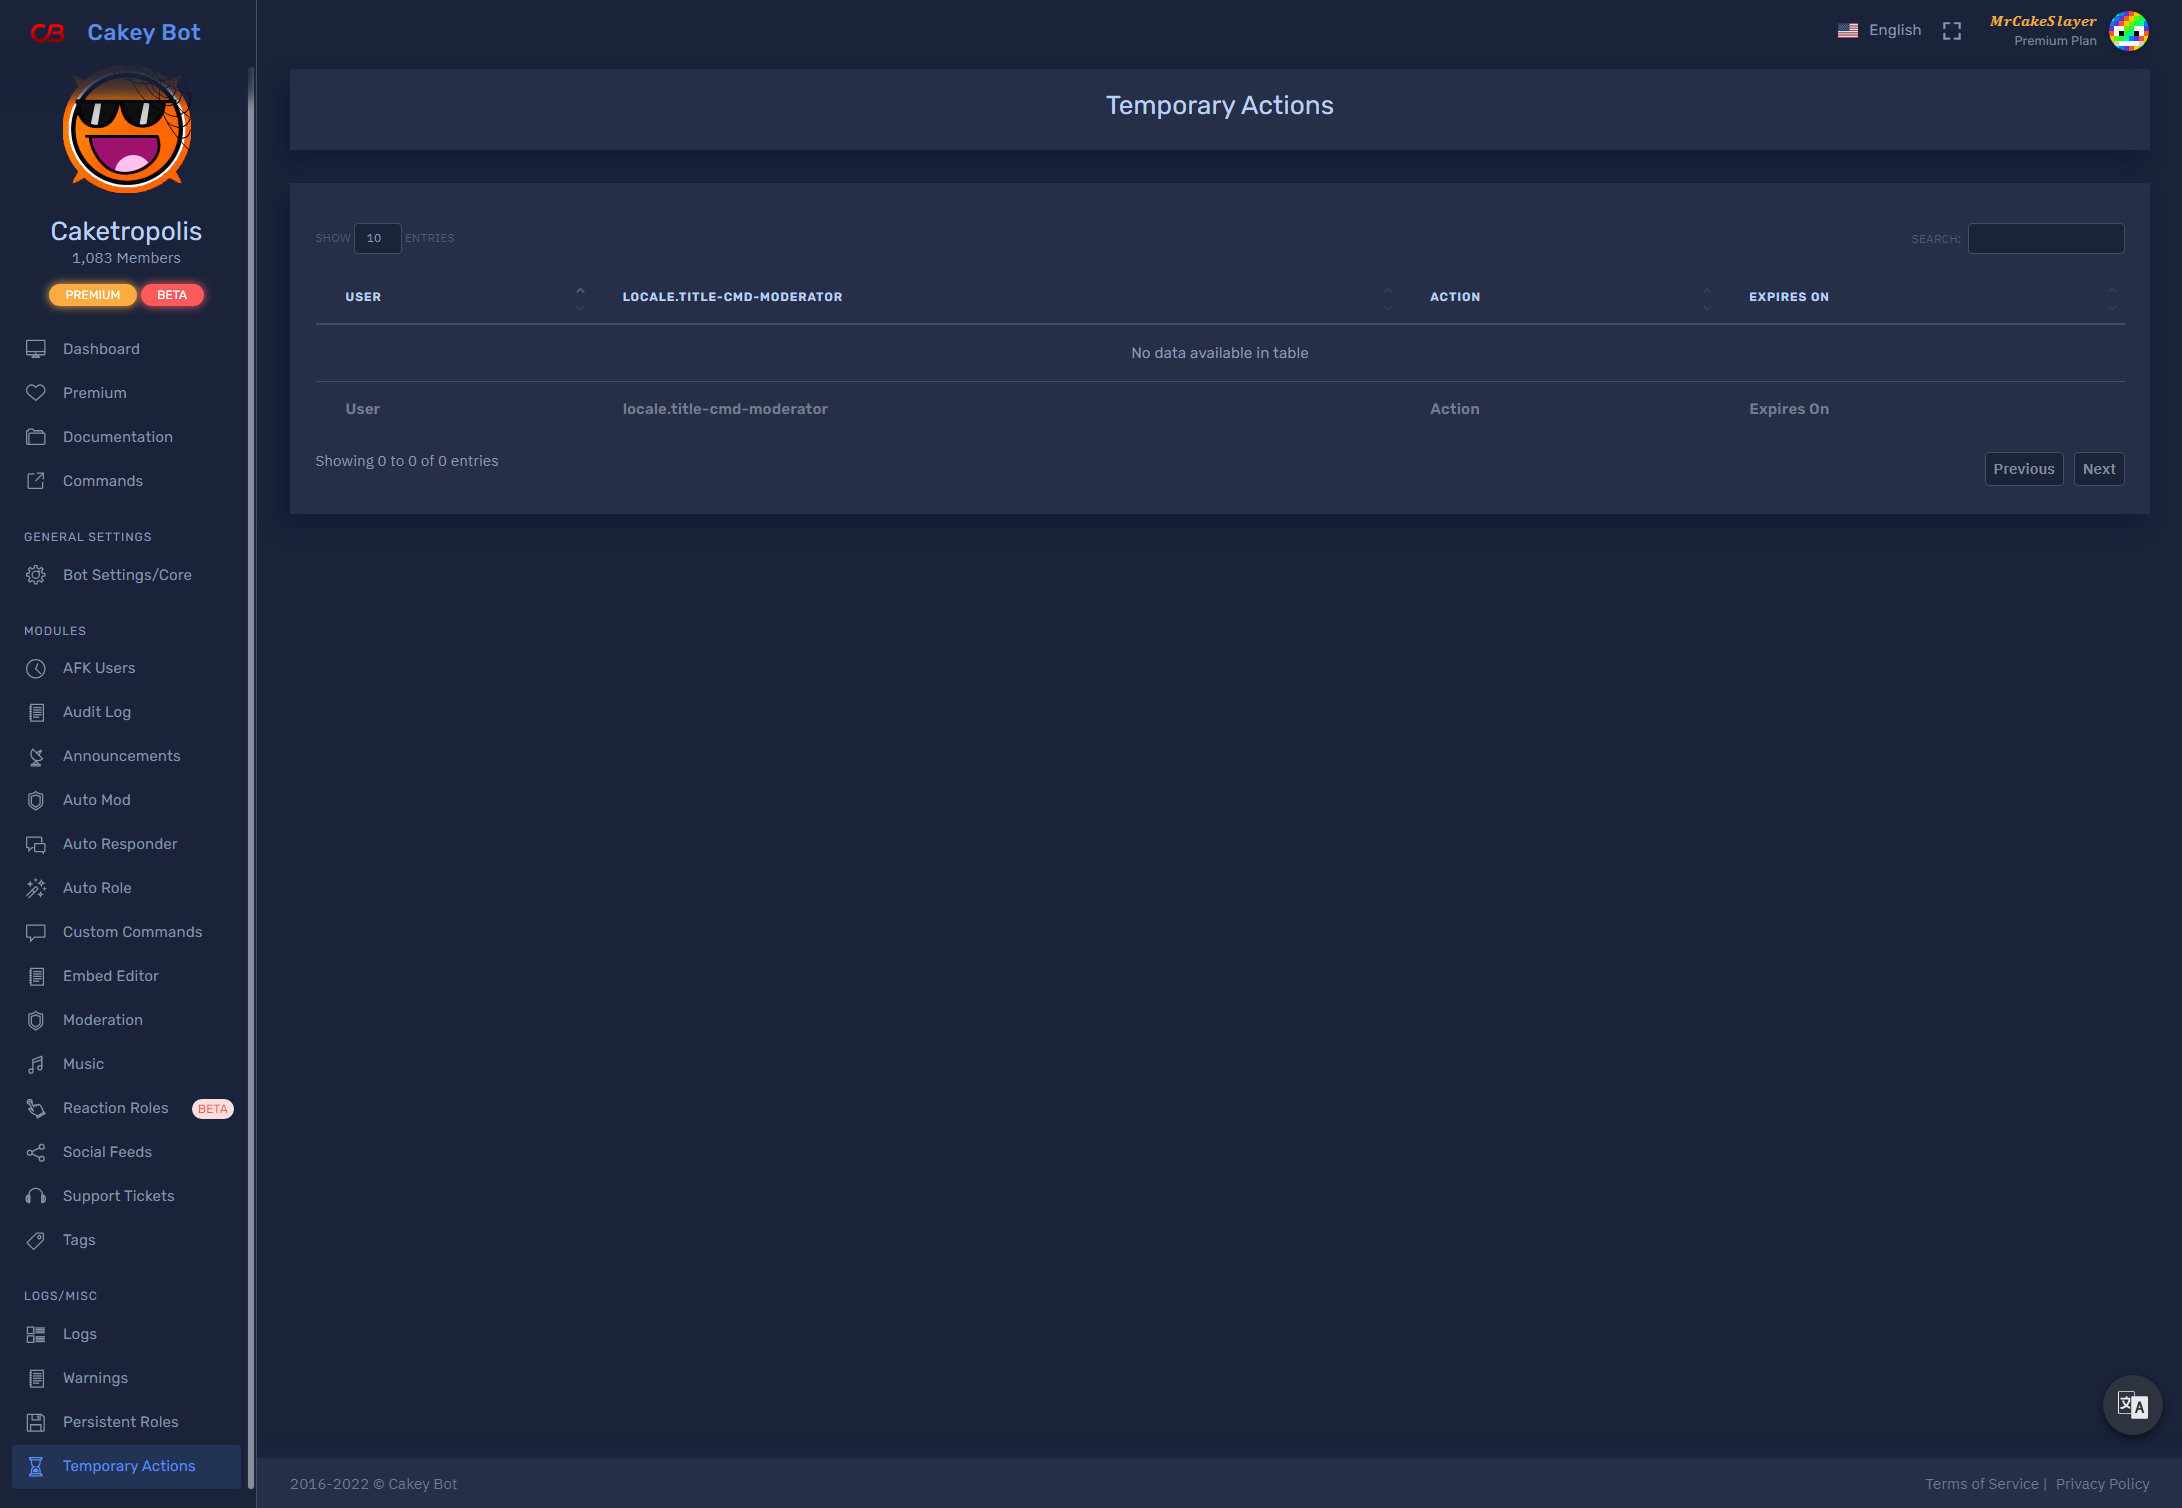 Cakey Bot
English
MrCakeSlayer
Premium Plan
Caketropolis
1,083 Members
PREMIUM
BETA
Dashboard
Premium
Documentation
Commands
GENERAL SETTINGS
Bot Settings/Core
MODULES
AFK Users
Audit Log
Announcements
Auto Mod
Auto Responder
Auto Role
Custom Commands
Embed Editor
Moderation
Music
Reaction Roles BETA
Social Feeds
Support Tickets
Tags
LOGS/MISC
Logs
Warnings
Persistent Roles
Temporary Actions
Temporary Actions
SHOW 10 ENTRIES
SEARCH:
USER LOCALE.TITLE-CMD-MODERATOR ACTION EXPIRES ON
No data available in table
User locale.title-cmd-moderator Action Expires On
Showing 0 to 0 of 0 entries
Previous Next
文A
2016-2022 © Cakey Bot
Terms of Service | Privacy Policy